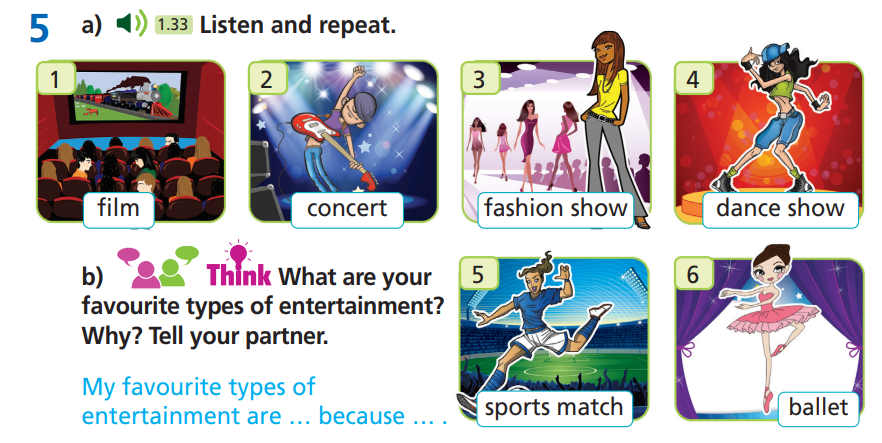 5 a) 1.33 Listen and repeat.
1
film
2
concert
3
fashion show
4
dance show
b) Think What are your
favourite types of entertainment?
Why? Tell your partner.
My favourite types of
entertainment are ... because ... .
5
sports match
6
ballet